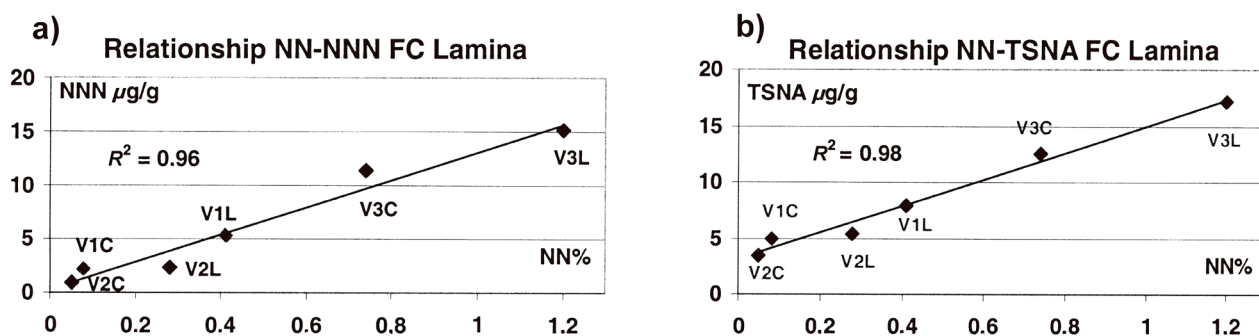 a)
Relationship NN-NNN FC Lamina
20
15
10
5
0
NNN µg/g
R² = 0.96
V3L
V3C
V1L
V1C
V2L
V2C
NN%
0 0.2 0.4 0.6 0.8 1 1.2
b)
Relationship NN-TSNA FC Lamina
20
15
10
5
0
TSNA µg/g
R² = 0.98
V3C
V3L
V1C
V1L
V2C
V2L
NN%
0 0.2 0.4 0.6 0.8 1 1.2